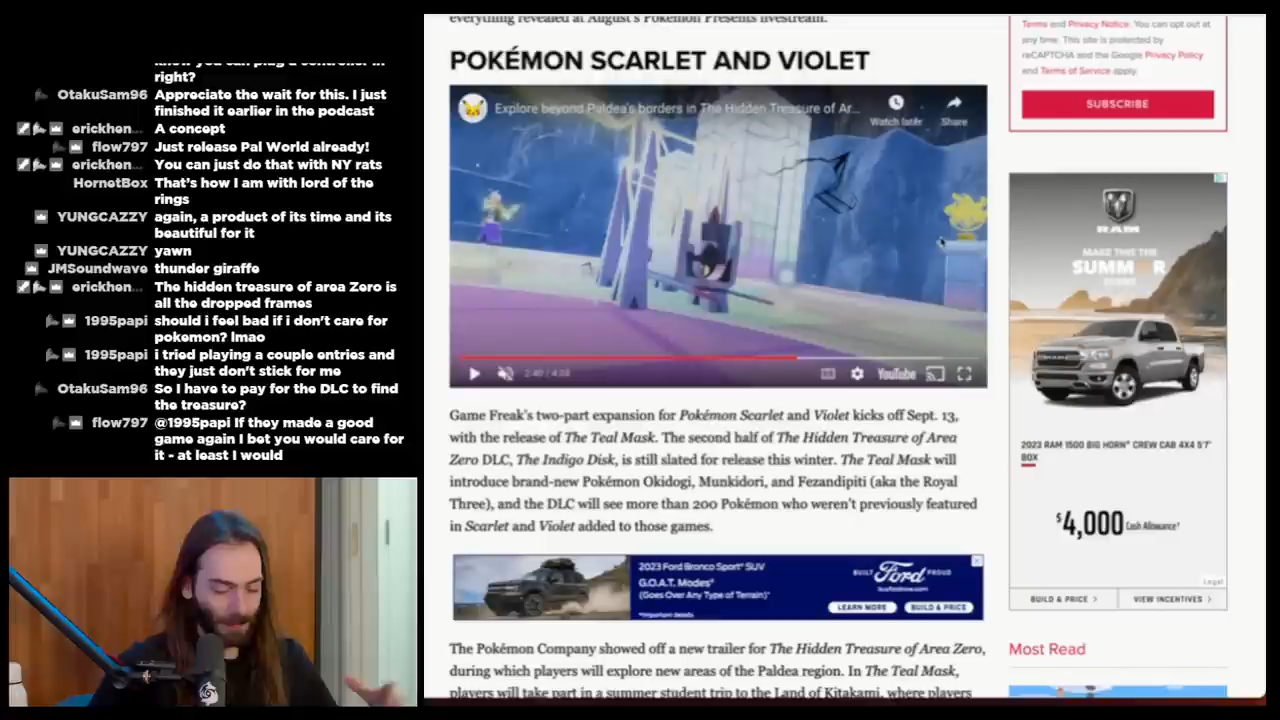 right?
OtakuSam96 Appreciate the wait for this. I just
finished it earlier in the podcast
erickhen... A concept
flow797 Just release Pal World already!
erickhen... You can just do that with NY rats
HornetBox That's how I am with lord of the
rings
YUNGCAZZY again, a product of its time and its
beautiful for it
YUNGCAZZY yawn
JMSoundwave thunder giraffe
erickhen... The hidden treasure of area Zero is
all the dropped frames
1995papi should i feel bad if i don't care for
pokemon? lmao
1995papi i tried playing a couple entries and
they just don't stick for me
OtakuSam96 So I have to pay for the DLC to find
the treasure?
flow797 @1995papi If they made a good
game again I bet you would care for
it - at least I would
everything revealed at August's Pokémon Presents livestream.
POKÉMON SCARLET AND VIOLET
Explore beyond Paldea's borders in The Hidden Treasure of Ar...
Watch later
Share
YouTube
Game Freak's two-part expansion for Pokémon Scarlet and Violet kicks off Sept. 13,
with the release of The Teal Mask. The second half of The Hidden Treasure of Area
Zero DLC, The Indigo Disk, is still slated for release this winter. The Teal Mask will
introduce brand-new Pokémon Okidogi, Munkidori, and Fezandipiti (aka the Royal
Three), and the DLC will see more than 200 Pokémon who weren't previously featured
in Scarlet and Violet added to those games.
2023 Ford Bronco Sport® SUV
G.O.A.T. Modes®
(Goes Over Any Type of Terrain)*
BUILT Ford PROUD
LEARN MORE
BUILD & PRICE
The Pokémon Company showed off a new trailer for The Hidden Treasure of Area Zero,
during which players will explore new areas of the Paldea region. In The Teal Mask,
players will take part in a summer student trip to the Land of Kitakami, where players
Terms and Privacy Notice. You can opt out at
any time. This site is protected by
reCAPTCHA and the Google Privacy Policy
and Terms of Service apply.
SUBSCRIBE
RAM
MAKE THIS THE
2023 RAM 1500 BIG HORN® CREW CAB 4X4 5'7"
BOX
$4,000 Cash Allowance
Legal
BUILD & PRICE >
VIEW INCENTIVES >
Most Read